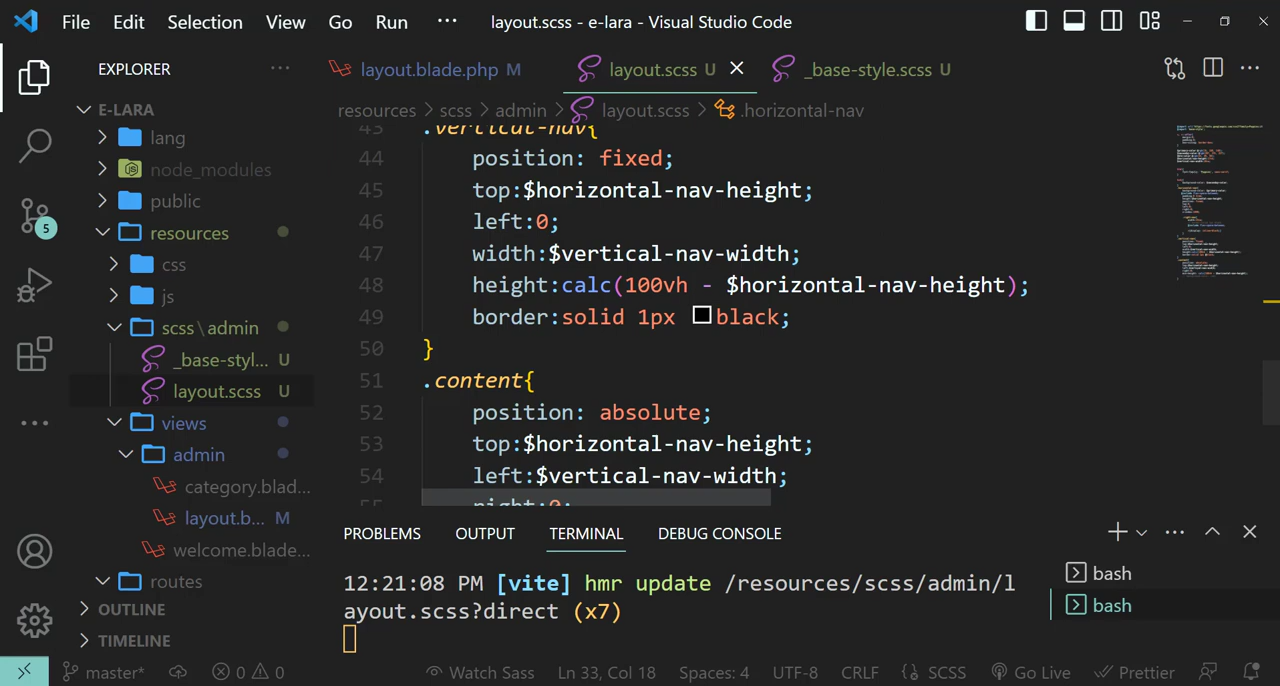 File Edit Selection View Go Run ··· layout.scss - e-lara - Visual Studio Code
EXPLORER ···
E-LARA
lang
node_modules
public
resources
css
js
scss\admin
_base-styl... U
layout.scss U
views
admin
category.blad...
layout.b... M
welcome.blade...
routes
OUTLINE
TIMELINE
5
layout.blade.php M layout.scss U _base-style.scss U
resources > scss > admin > layout.scss > .horizontal-nav
43 .vertical-nav{
44 position: fixed;
45 top:$horizontal-nav-height;
46 left:0;
47 width:$vertical-nav-width;
48 height:calc(100vh - $horizontal-nav-height);
49 border:solid 1px black;
50 }
51 .content{
52 position: absolute;
53 top:$horizontal-nav-height;
54 left:$vertical-nav-width;
55 right:0;
PROBLEMS OUTPUT TERMINAL DEBUG CONSOLE
12:21:08 PM [vite] hmr update /resources/scss/admin/l
ayout.scss?direct (x7)
bash
bash
master* 0 0 Watch Sass Ln 33, Col 18 Spaces: 4 UTF-8 CRLF SCSS Go Live Prettier